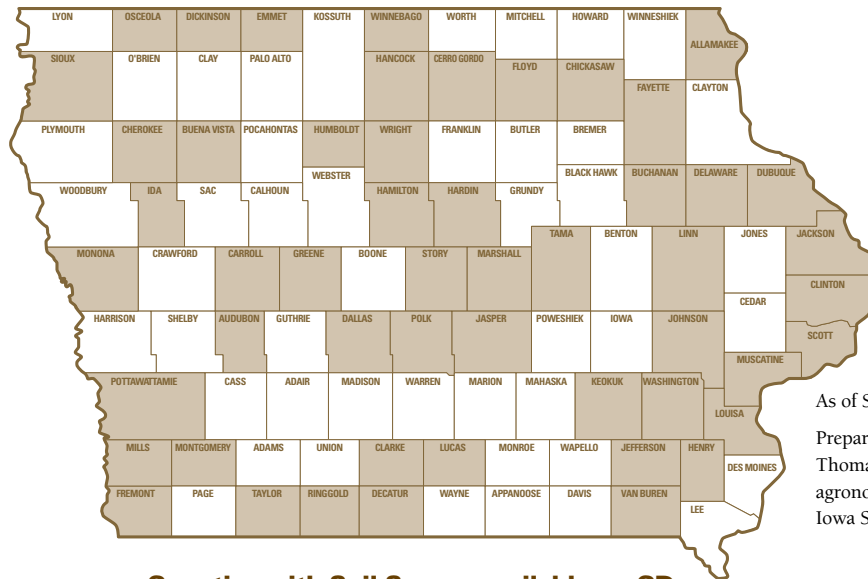 LYON OSCEOLA DICKINSON EMMET KOSSUTH WINNEBAGO WORTH MITCHELL HOWARD WINNESHIEK
ALLAMAKEE
SIOUX O'BRIEN CLAY PALO ALTO HANCOCK CERRO GORDO
FLOYD CHICKASAW
FAYETTE CLAYTON
PLYMOUTH CHEROKEE BUENA VISTA POCAHONTAS HUMBOLDT WRIGHT FRANKLIN BUTLER BREMER
WEBSTER BLACK HAWK BUCHANAN DELAWARE DUBUQUE
WOODBURY IDA SAC CALHOUN HAMILTON HARDIN GRUNDY
TAMA BENTON LINN JONES JACKSON
MONONA CRAWFORD CARROLL GREENE BOONE STORY MARSHALL
CLINTON
CEDAR
HARRISON SHELBY AUDUBON GUTHRIE DALLAS POLK JASPER POWESHIEK IOWA JOHNSON
SCOTT
MUSCATINE
POTTAWATTAMIE CASS ADAIR MADISON WARREN MARION MAHASKA KEOKUK WASHINGTON
As of S
LOUISA
Prepar
MILLS MONTGOMERY ADAMS UNION CLARKE LUCAS MONROE WAPELLO JEFFERSON HENRY
Thoma
DES MOINES
agrono
FREMONT PAGE TAYLOR RINGGOLD DECATUR WAYNE APPANOOSE DAVIS VAN BUREN
LEE
Iowa S